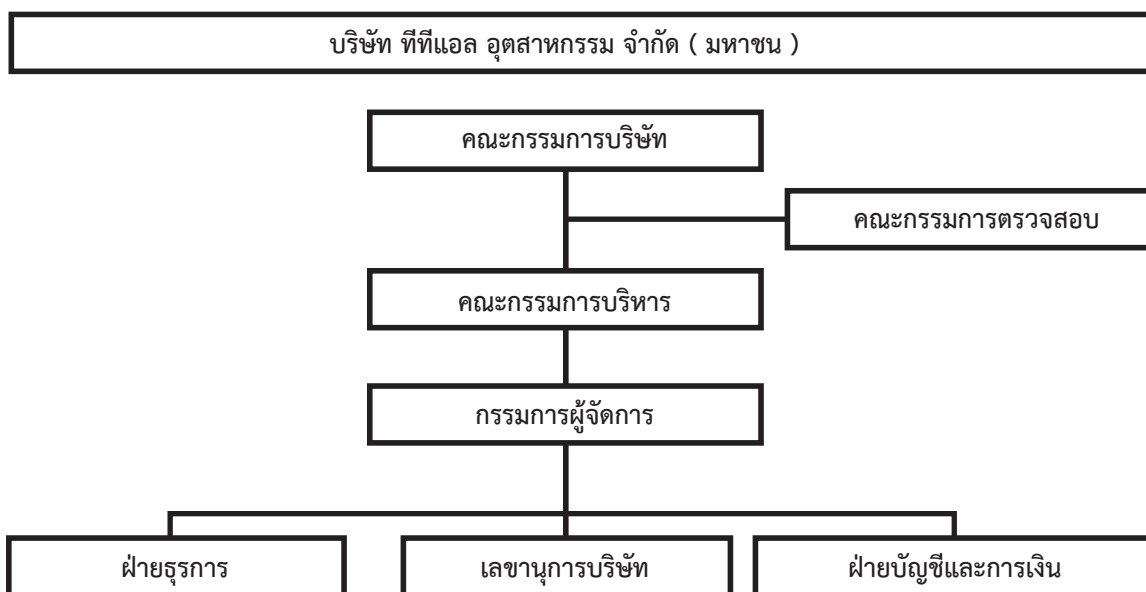 บริษัท ทีทีแอล อุตสาหกรรม จำกัด ( มหาชน )
คณะกรรมการบริษัท
คณะกรรมการตรวจสอบ
คณะกรรมการบริหาร
กรรมการผู้จัดการ
ฝ่ายธุรการ
เลขานุการบริษัท
ฝ่ายบัญชีและการเงิน